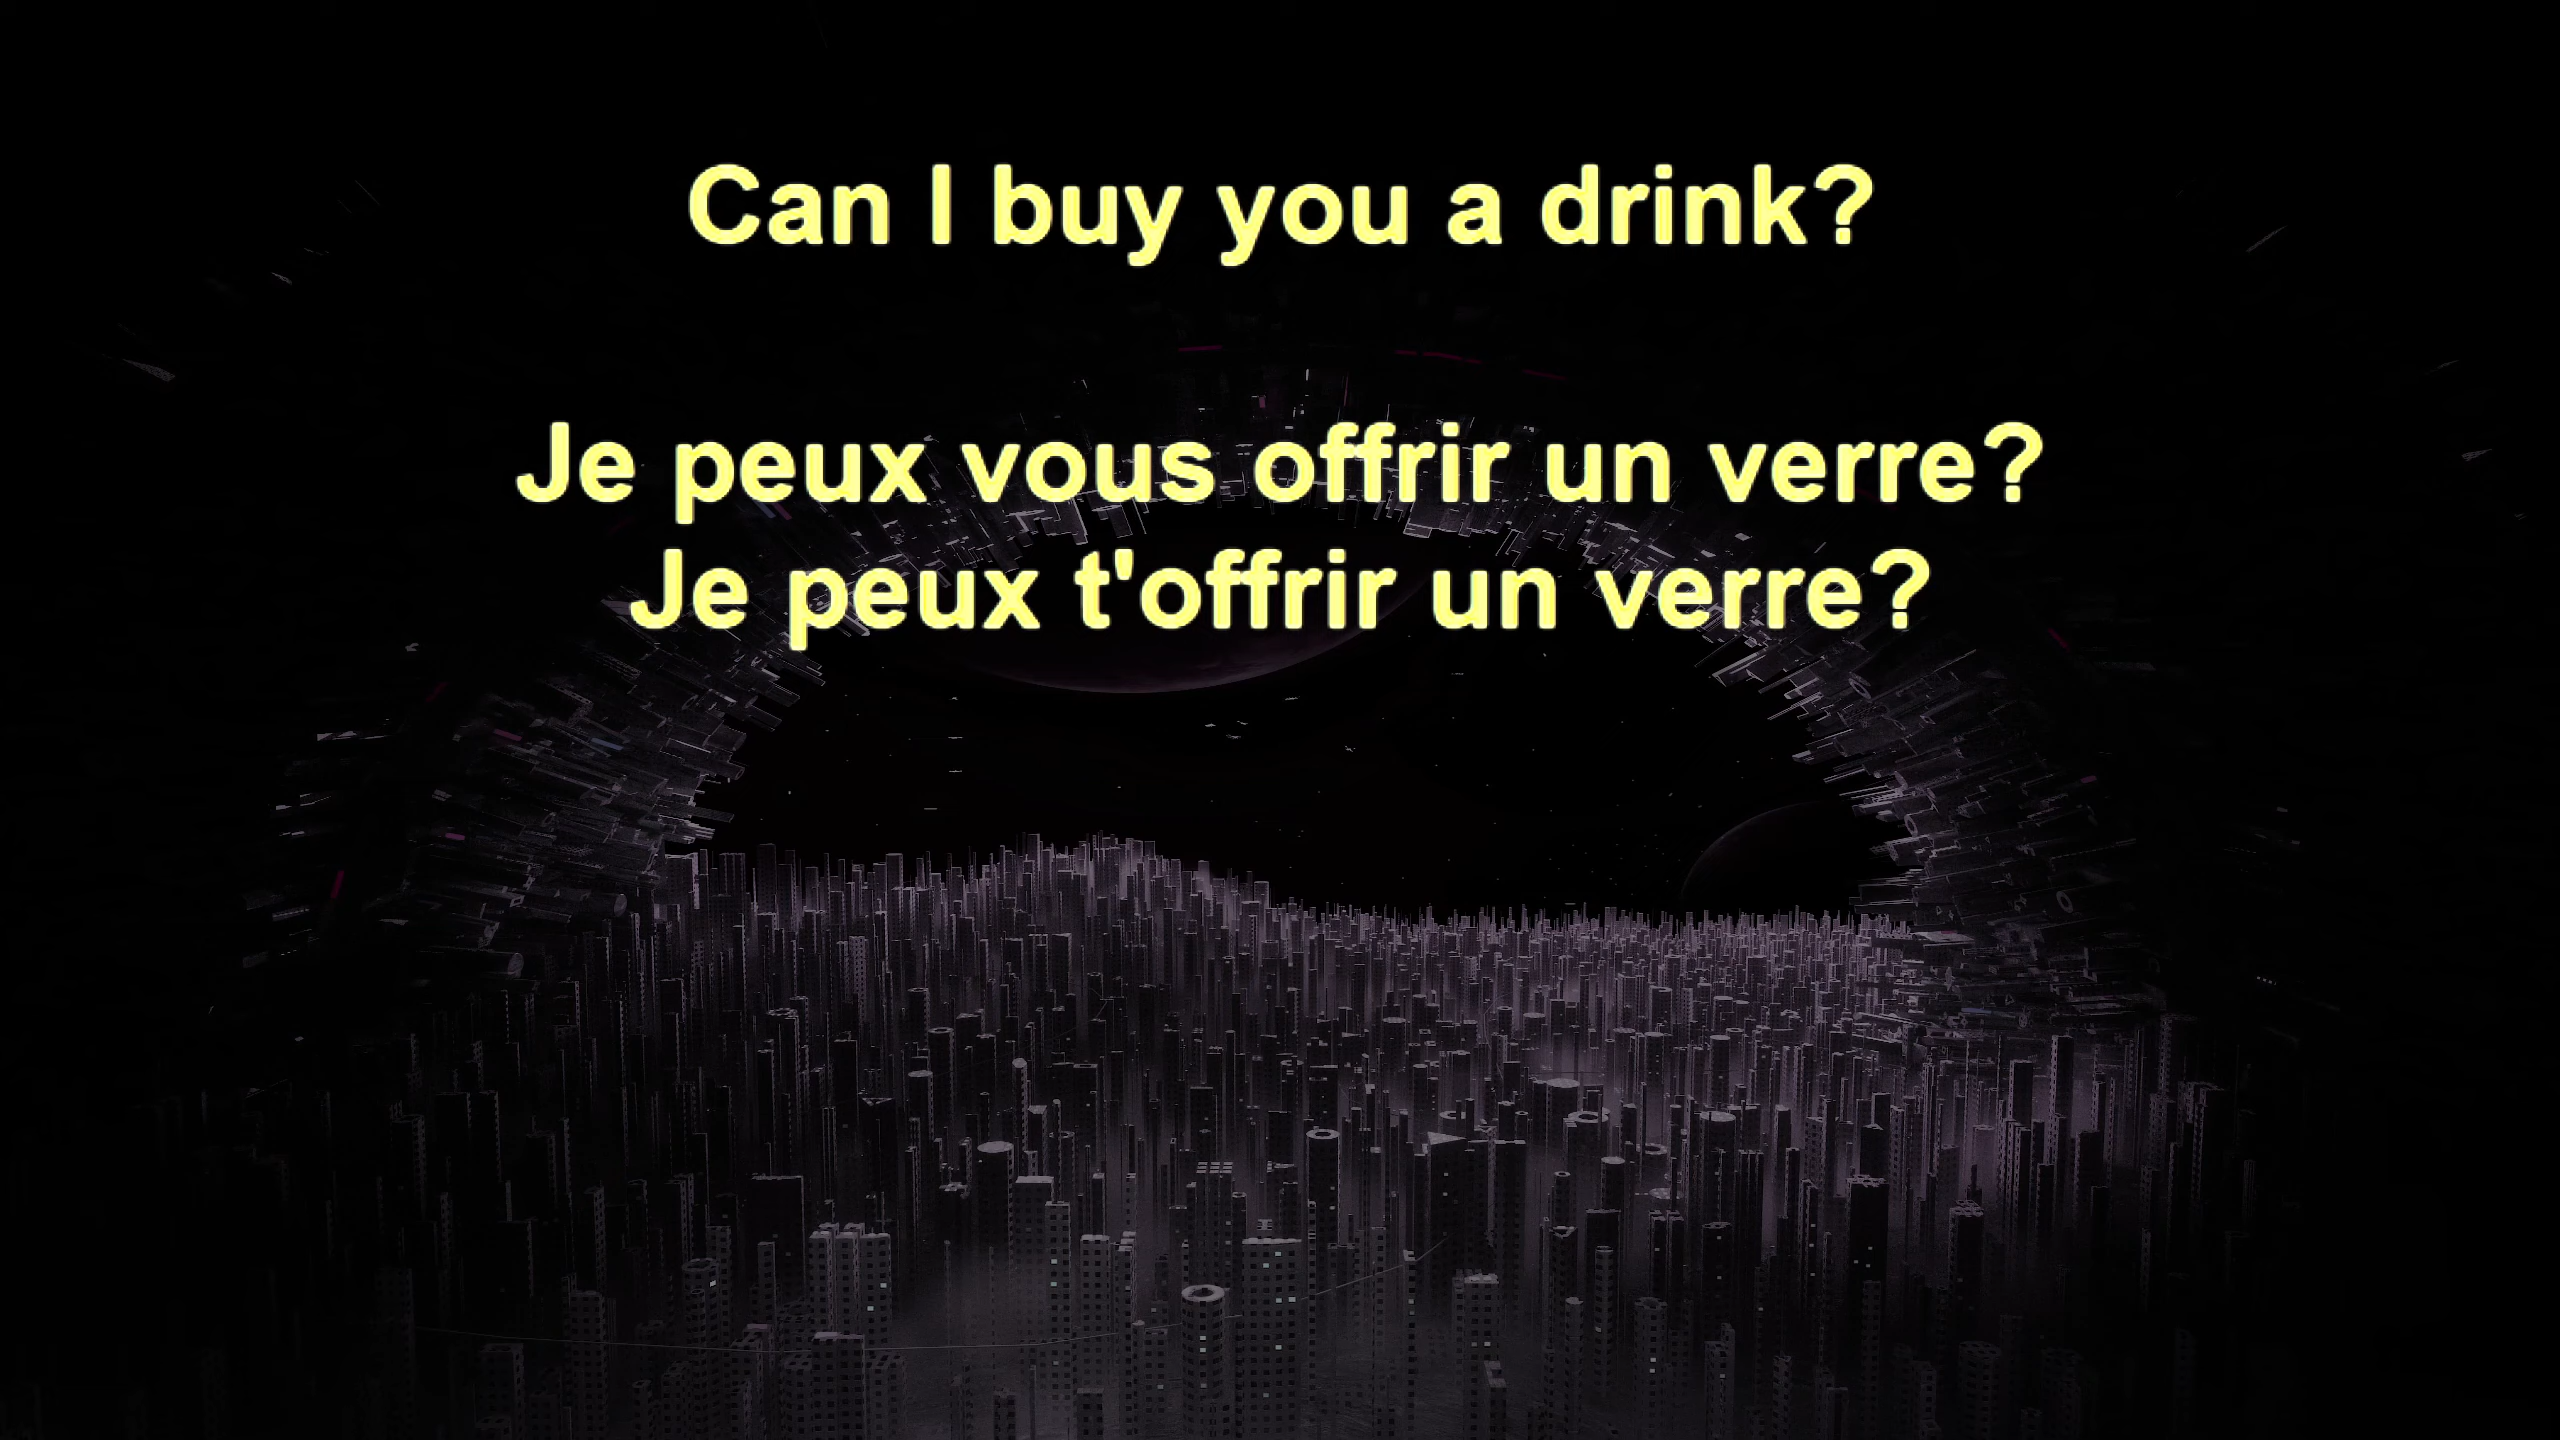 Can I buy you a drink?
Je peux vous offrir un verre?
Je peux t'offrir un verre?